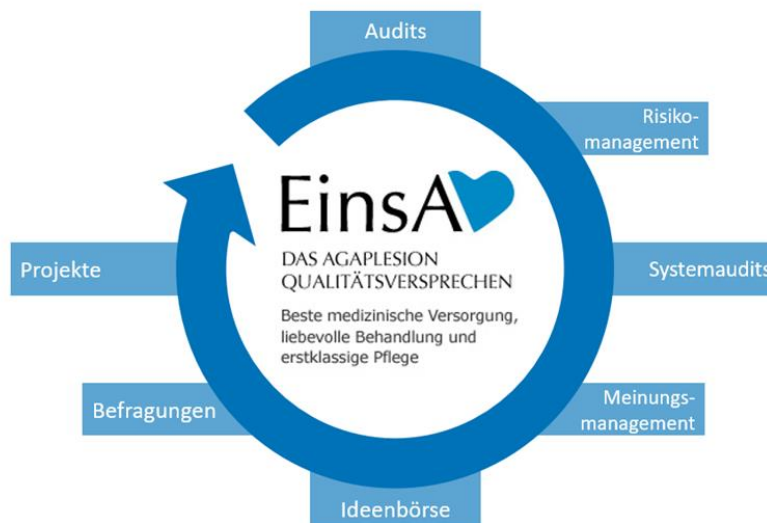 Audits
Risiko-
management
Systemaudits
Meinungs-
management
Ideenbörse
Befragungen
Projekte
EinsA
DAS AGAPLESION
QUALITÄTSVERSPRECHEN
Beste medizinische Versorgung,
liebevolle Behandlung und
erstklassige Pflege